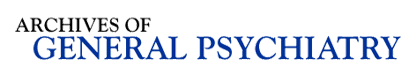 ARCHIVES OF
GENERAL PSYCHIATRY